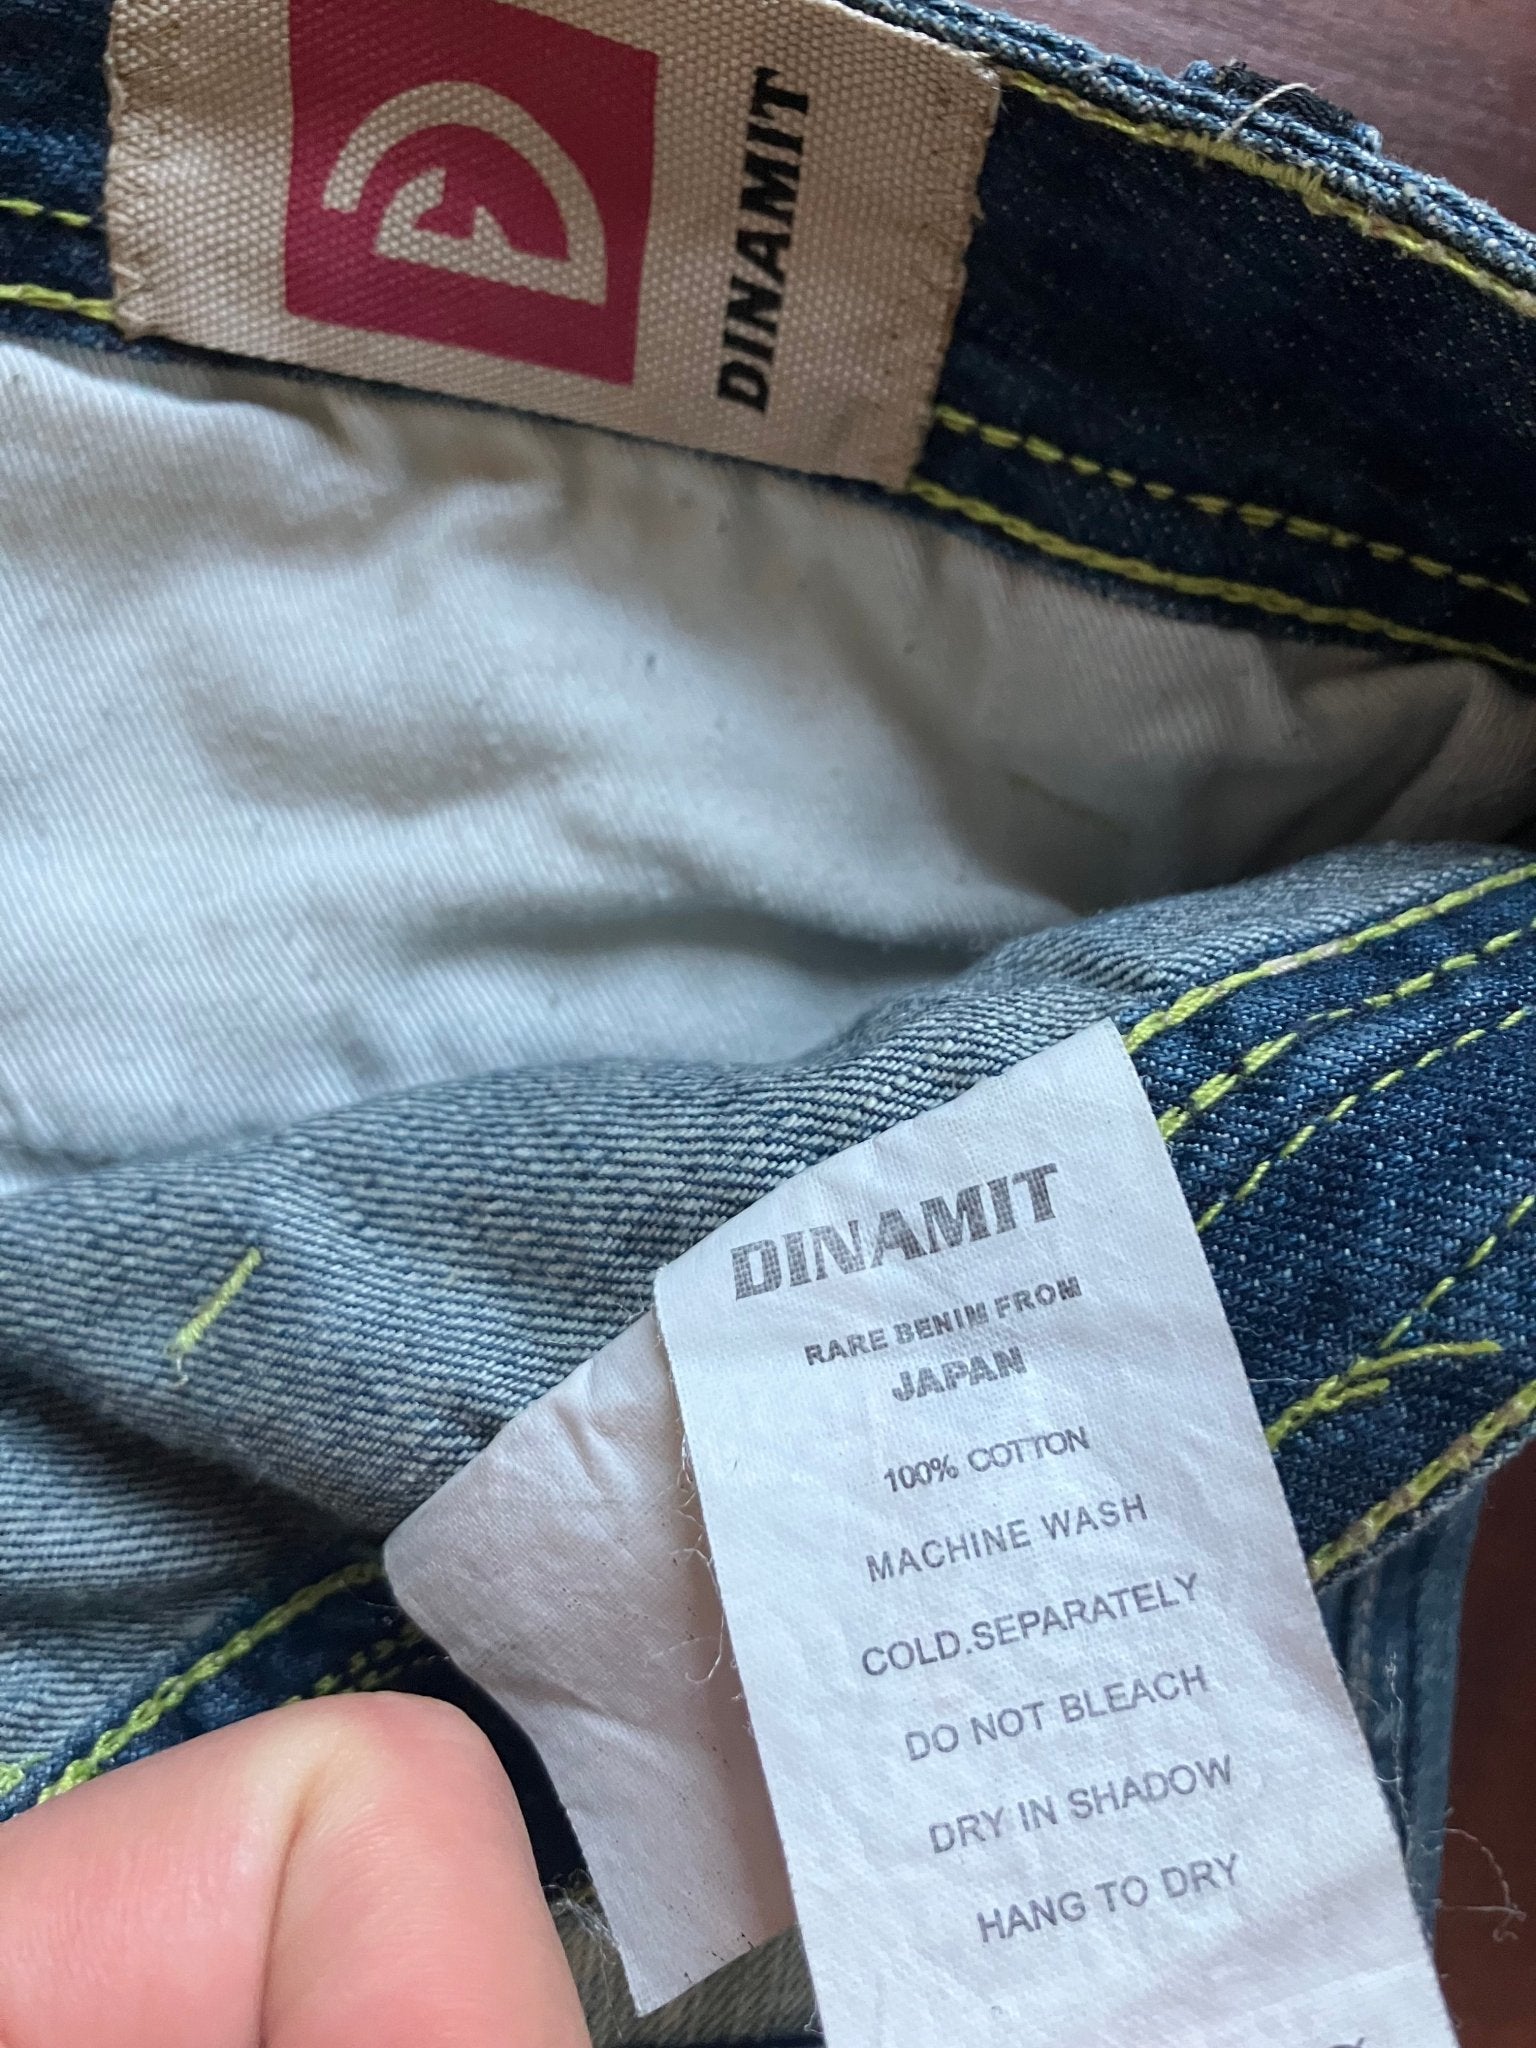 DINAMIT
DINAMIT
RARE DENIM FROM
JAPAN
100% COTTON
MACHINE WASH
COLD.SEPARATELY
DO NOT BLEACH
DRY IN SHADOW
HANG TO DRY